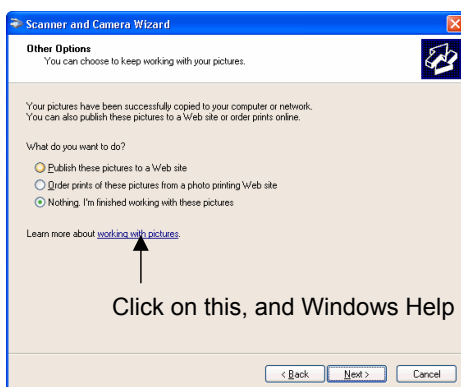 Scanner and Camera Wizard
Other Options
You can choose to keep working with your pictures.
Your pictures have been successfully copied to your computer or network.
You can also publish these pictures to a Web site or order prints online.
What do you want to do?
Publish these pictures to a Web site
Order prints of these pictures from a photo printing Web site
Nothing. I'm finished working with these pictures
Learn more about working with pictures.
Click on this, and Windows Help
< Back Next > Cancel